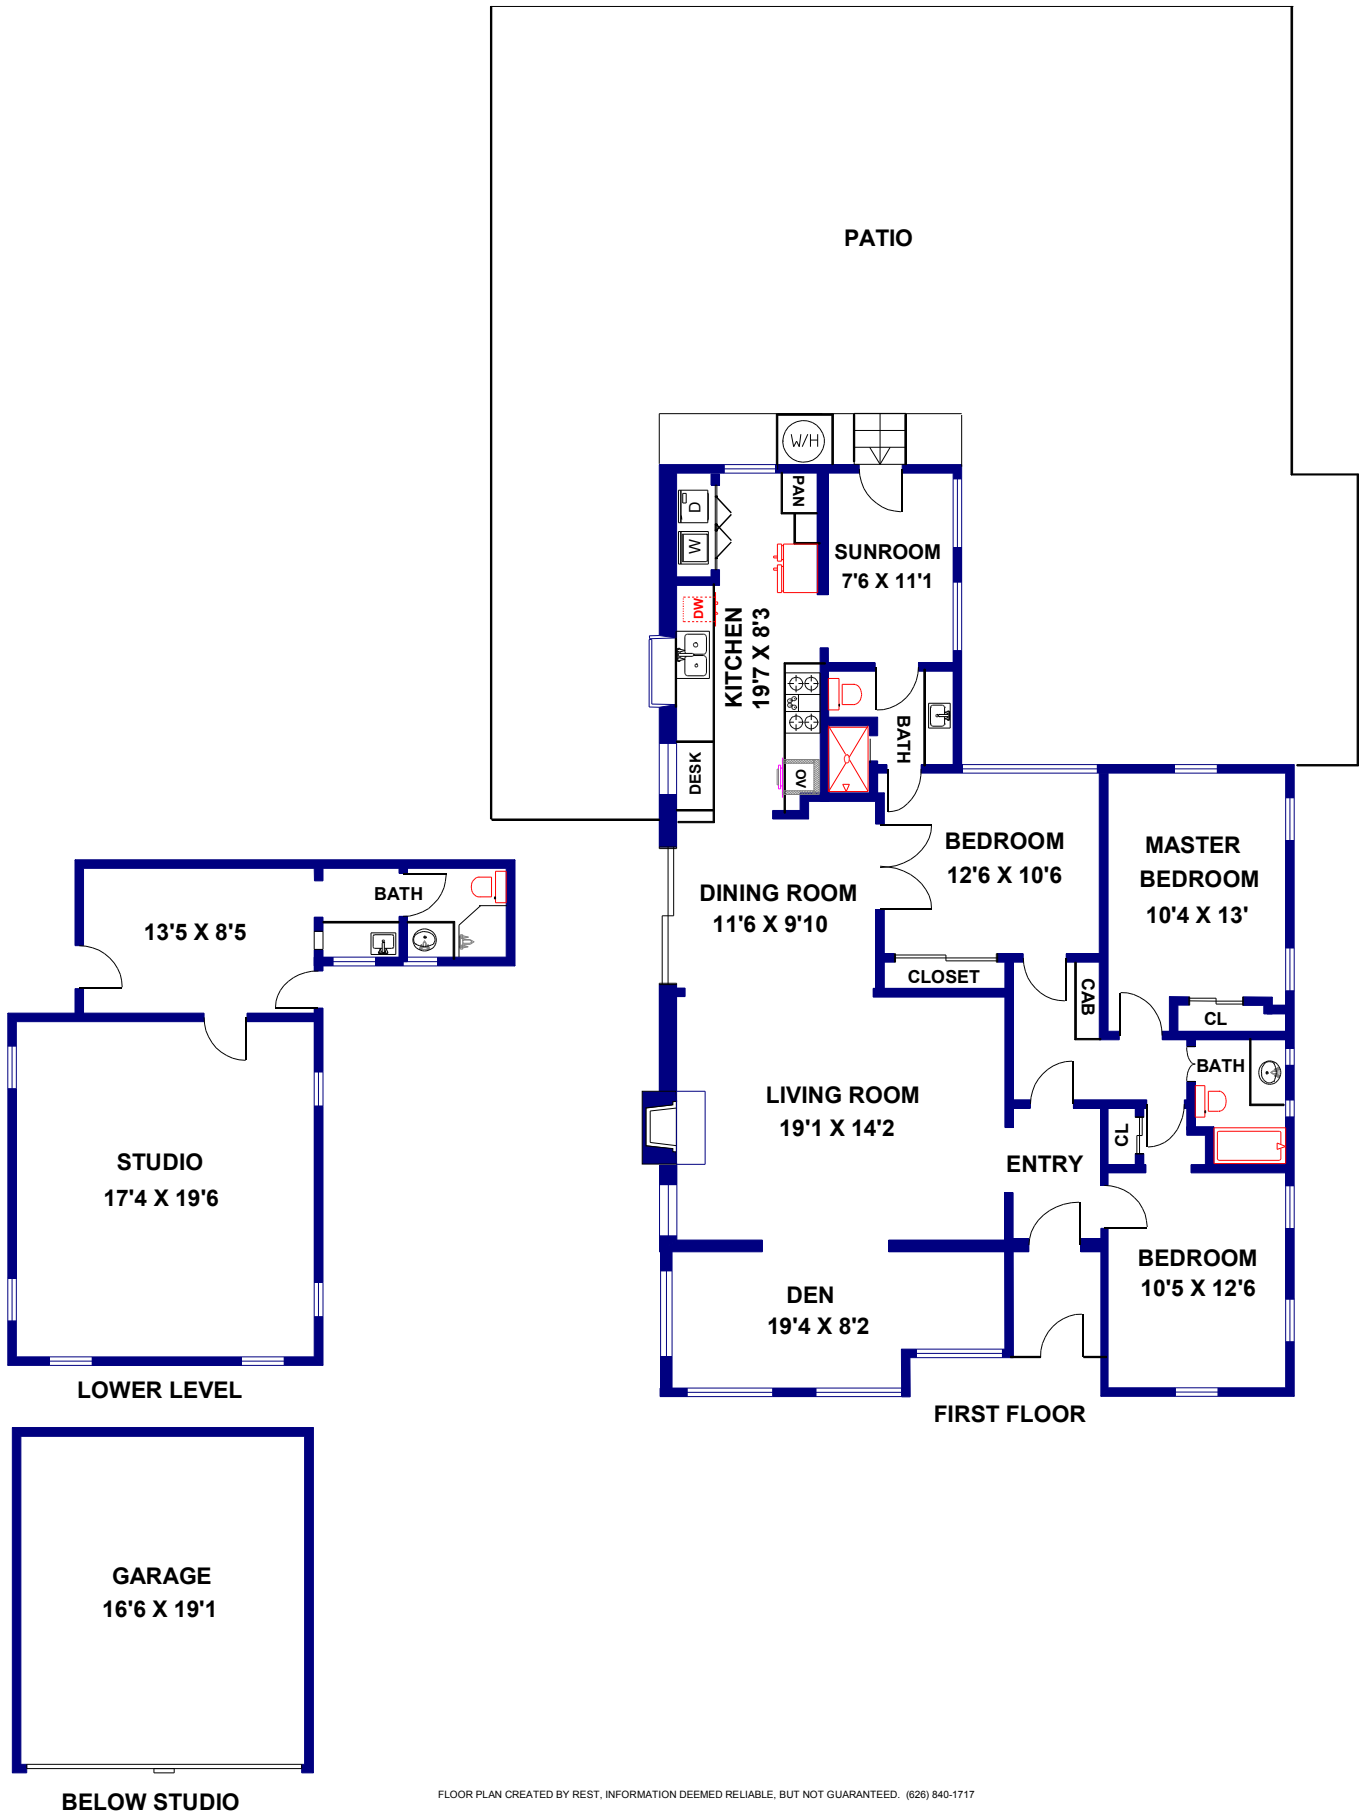 PATIO
W/H
D
W
PAN
SUNROOM
7'6 X 11'1
DW
KITCHEN
19'7 X 8'3
DESK
OV
BATH
BEDROOM
12'6 X 10'6
MASTER
BEDROOM
10'4 X 13'
DINING ROOM
11'6 X 9'10
CLOSET
CAB
CL
BATH
LIVING ROOM
19'1 X 14'2
CL
ENTRY
BEDROOM
10'5 X 12'6
DEN
19'4 X 8'2
FIRST FLOOR
BATH
13'5 X 8'5
STUDIO
17'4 X 19'6
LOWER LEVEL
GARAGE
16'6 X 19'1
BELOW STUDIO
FLOOR PLAN CREATED BY REST, INFORMATION DEEMED RELIABLE, BUT NOT GUARANTEED. (626) 840-1717